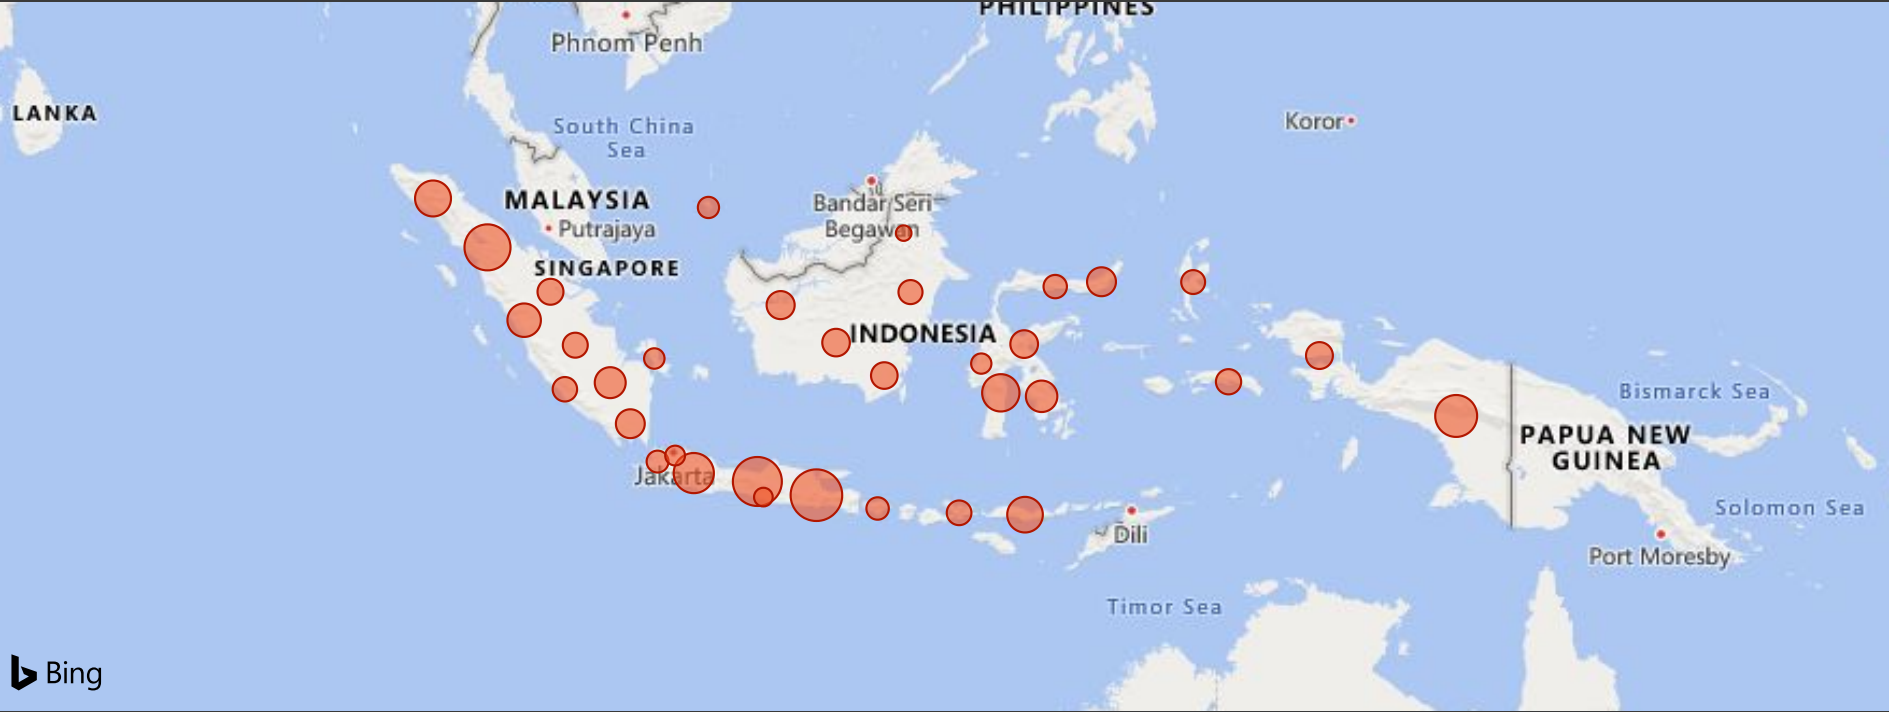 PHILIPPINES
Phnom Penh
LANKA
South China
Sea
Koror
MALAYSIA
Bandar Seri
Begawan
Putrajaya
SINGAPORE
INDONESIA
Bismarck Sea
PAPUA NEW
GUINEA
Jakarta
Solomon Sea
Dili
Port Moresby
Timor Sea
Bing